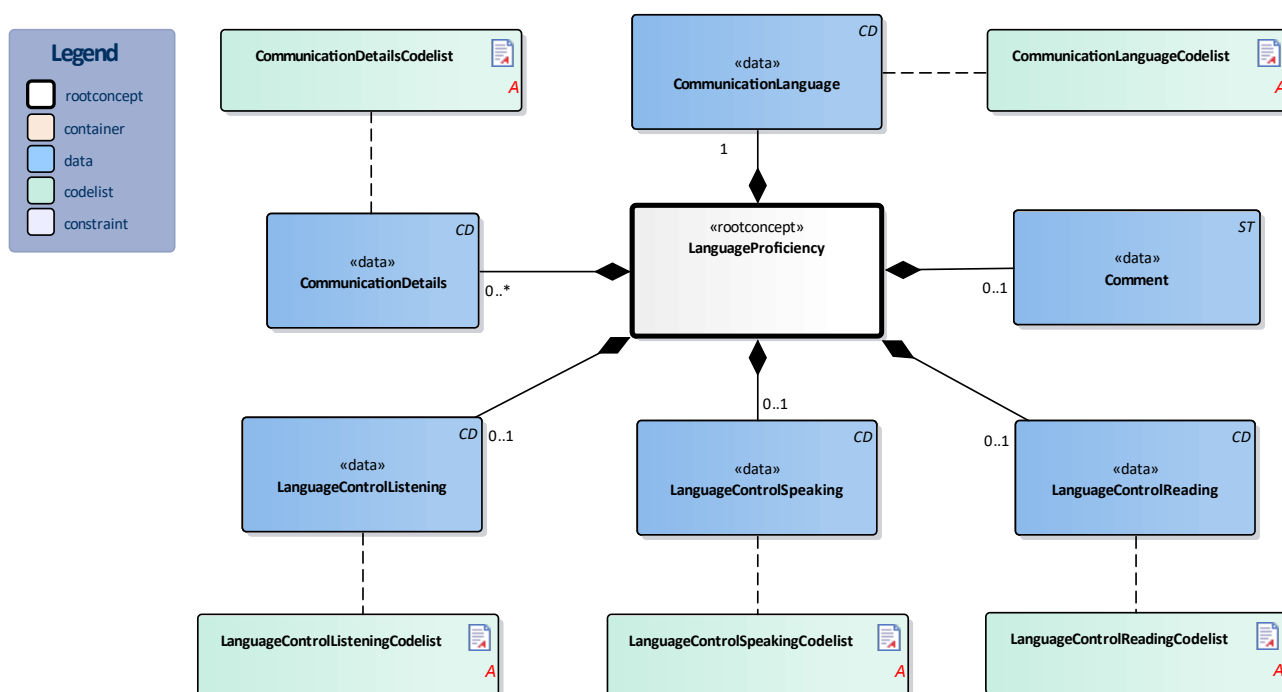 Legend
rootconcept
container
data
codelist
constraint
CommunicationDetailsCodelist
A
CD
«data»
CommunicationLanguage
1
CommunicationLanguageCodelist
A
CD
«data»
CommunicationDetails
0..*
«rootconcept»
LanguageProficiency
ST
«data»
Comment
0..1
CD
«data»
LanguageControlListening
0..1
CD
«data»
LanguageControlSpeaking
0..1
CD
«data»
LanguageControlReading
0..1
LanguageControlListeningCodelist
A
LanguageControlSpeakingCodelist
A
LanguageControlReadingCodelist
A